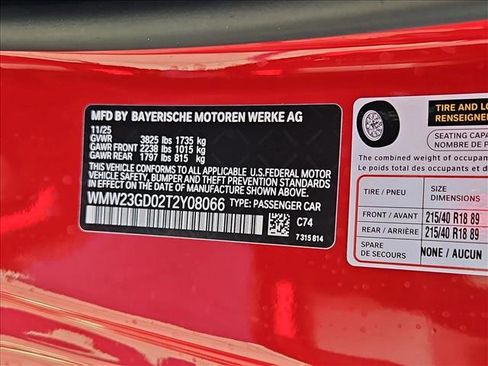 MFD BY BAYERISCHE MOTOREN WERKE AG
11/25
GVWR 3825 lbs 1735 kg
GAWR FRONT 2238 lbs 1015 kg
GAWR REAR 1797 lbs 815 kg
THIS VEHICLE CONFORMS TO ALL APPLICABLE U.S. FEDERAL MOTOR
VEHICLE SAFETY, BUMPER AND THEFT PREVENTION STANDARDS
IN EFFECT ON THE DATE OF MANUFACTURE SHOWN ABOVE.
WMW23GD02T2Y08066 TYPE: PASSENGER CAR
C74
7 315 814
TIRE AND LO
RENSEIGNEM
SEATING CAPA
NOMBRE DE P
The combined weight of occupan
Le poids total des occupants
TIRE / PNEU SIZE
DIMENSIONS
FRONT / AVANT 215/40 R18 89
REAR / ARRIÈRE 215/40 R18 89
SPARE
DE SECOURS NONE / AUCUN